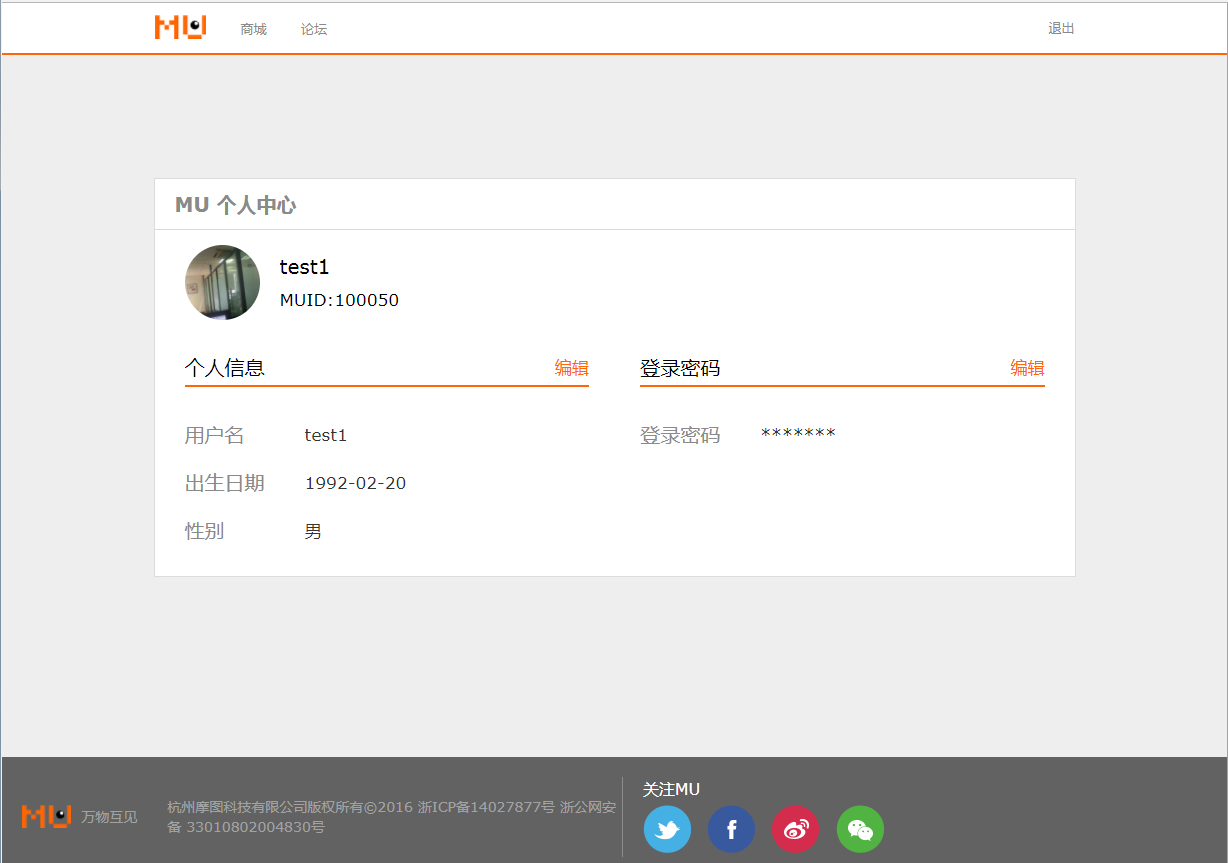 MU 商城 论坛 退出
MU 个人中心
test1
MUID:100050
个人信息 编辑
登录密码 编辑
用户名 test1
登录密码 *******
出生日期 1992-02-20
性别 男
MU 万物互见
杭州摩图科技有限公司版权所有©2016 浙ICP备14027877号 浙公网安
备 33010802004830号
关注MU
f